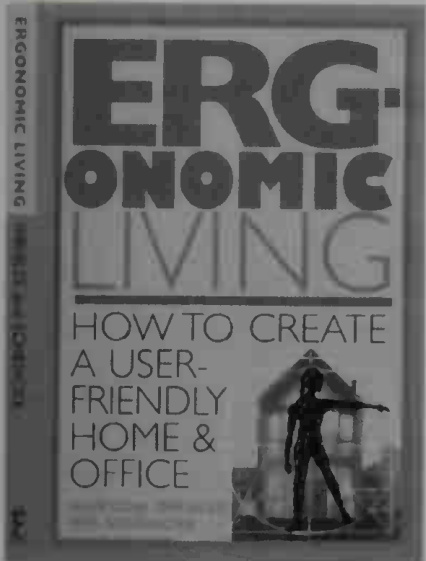 ERGONOMIC LIVING
ERG-
ONOMIC
LIVING
HOW TO CREATE
A USER-
FRIENDLY
HOME &
OFFICE